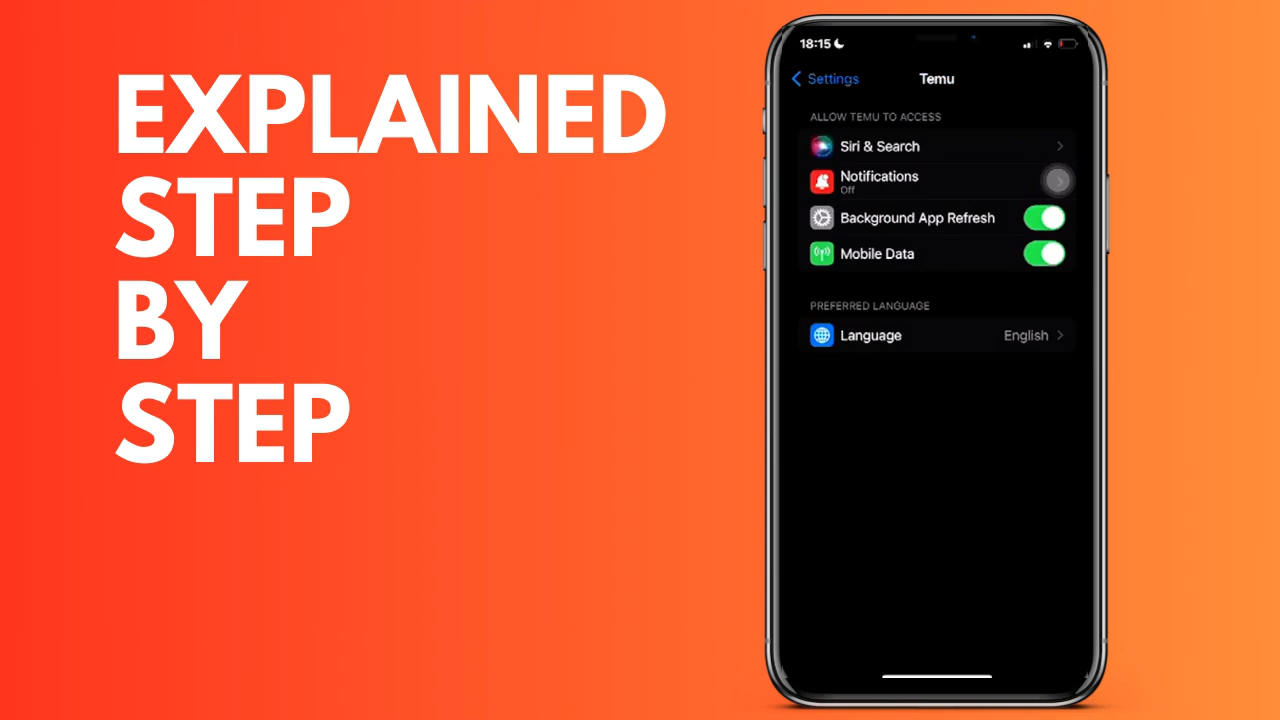 EXPLAINED
STEP
BY
STEP
18:15
Settings
Temu
ALLOW TEMU TO ACCESS
Siri & Search
Notifications
Off
Background App Refresh
Mobile Data
PREFERRED LANGUAGE
Language
English